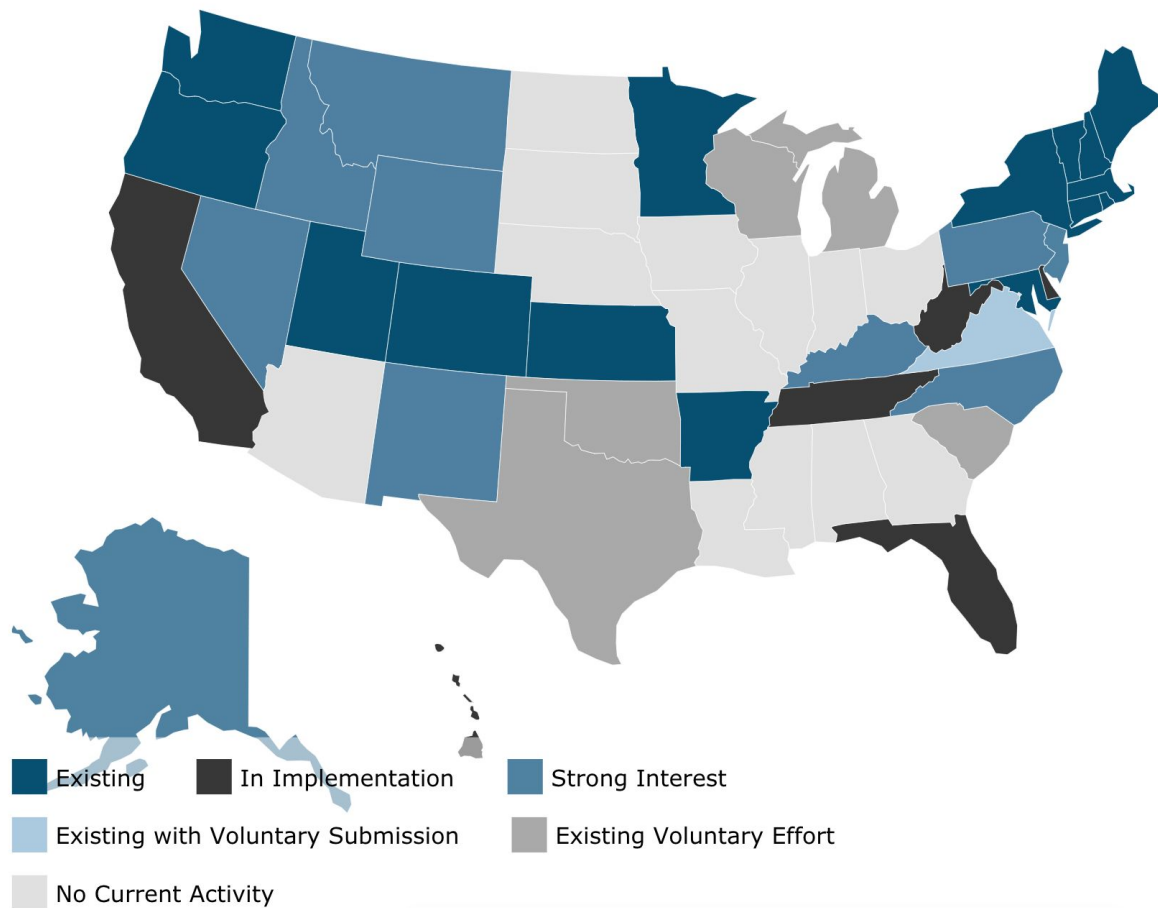 Existing In Implementation Strong Interest
Existing with Voluntary Submission Existing Voluntary Effort
No Current Activity